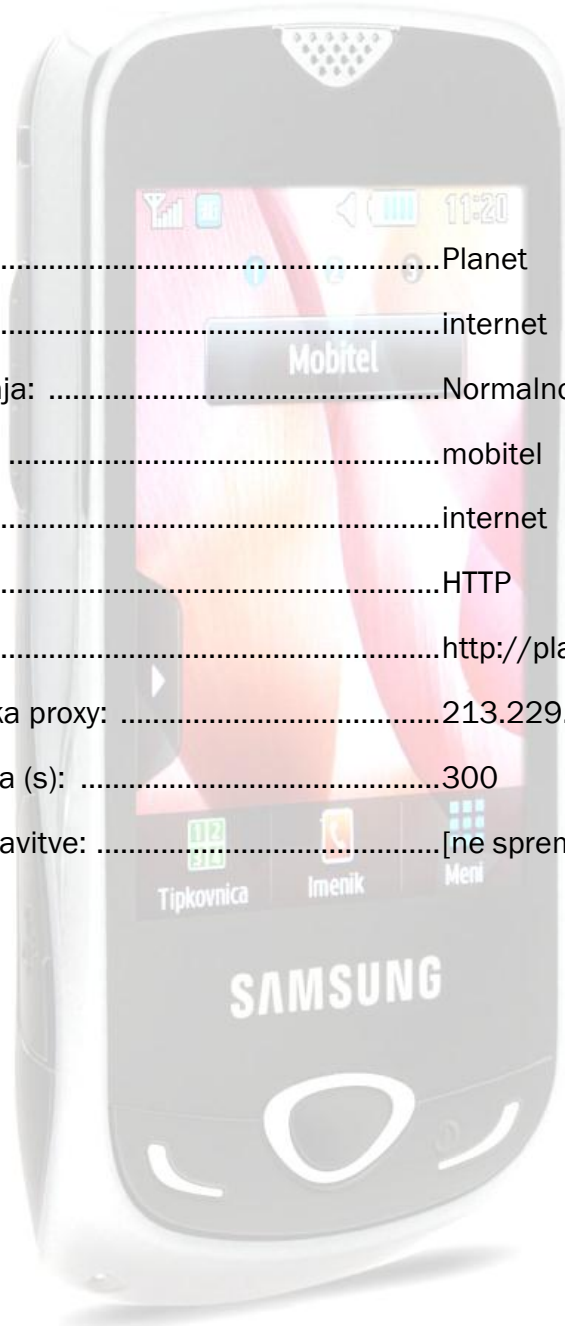 11:20
...Planet
...internet
Mobitel
ja: ...Normalno
...mobitel
...internet
...HTTP
...http://pla
ka proxy: ...213.229.
a (s): ...300
avitve: ...[ne sprem
Tipkovnica Imenik Meni
SAMSUNG